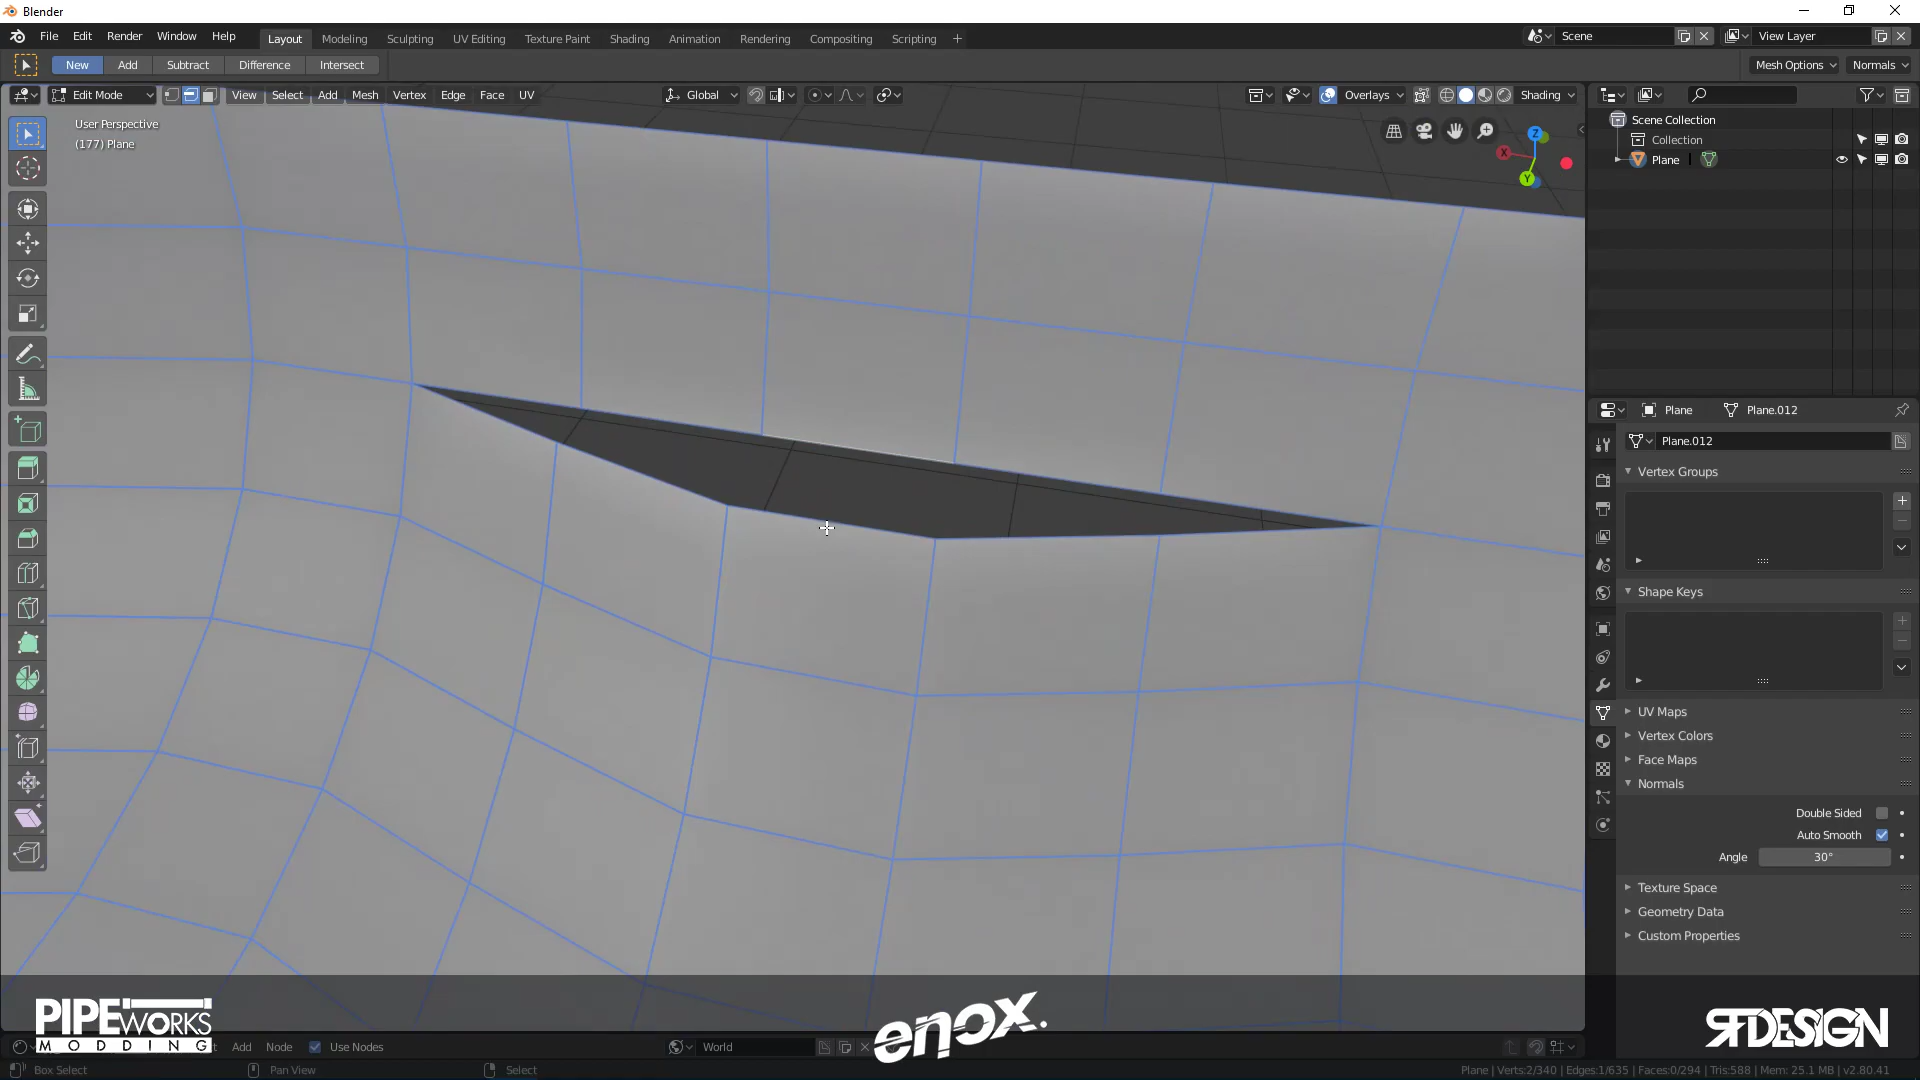 Blender
File Edit Render Window Help Layout Modeling Sculpting UV Editing Texture Paint Shading Animation Rendering Compositing Scripting + Scene View Layer
New Add Subtract Difference Intersect Mesh Options Normals
Edit Mode View Select Add Mesh Vertex Edge Face UV Global Overlays Shading
User Perspective
(177) Plane
X Z Y
Scene Collection
Collection
Plane
Plane Plane.012
Plane.012
Vertex Groups
Shape Keys
UV Maps
Vertex Colors
Face Maps
Normals
Double Sided
Auto Smooth
Angle 30°
Texture Space
Geometry Data
Custom Properties
PIPEWORKS
MODDING
enox.
RFDESIGN
Add Node Use Nodes World
Box Select Pan View Select Plane | Verts:2/340 | Edges:1/635 | Faces:0/294 | Tris:588 | Mem: 25.1 MB | v2.80.41